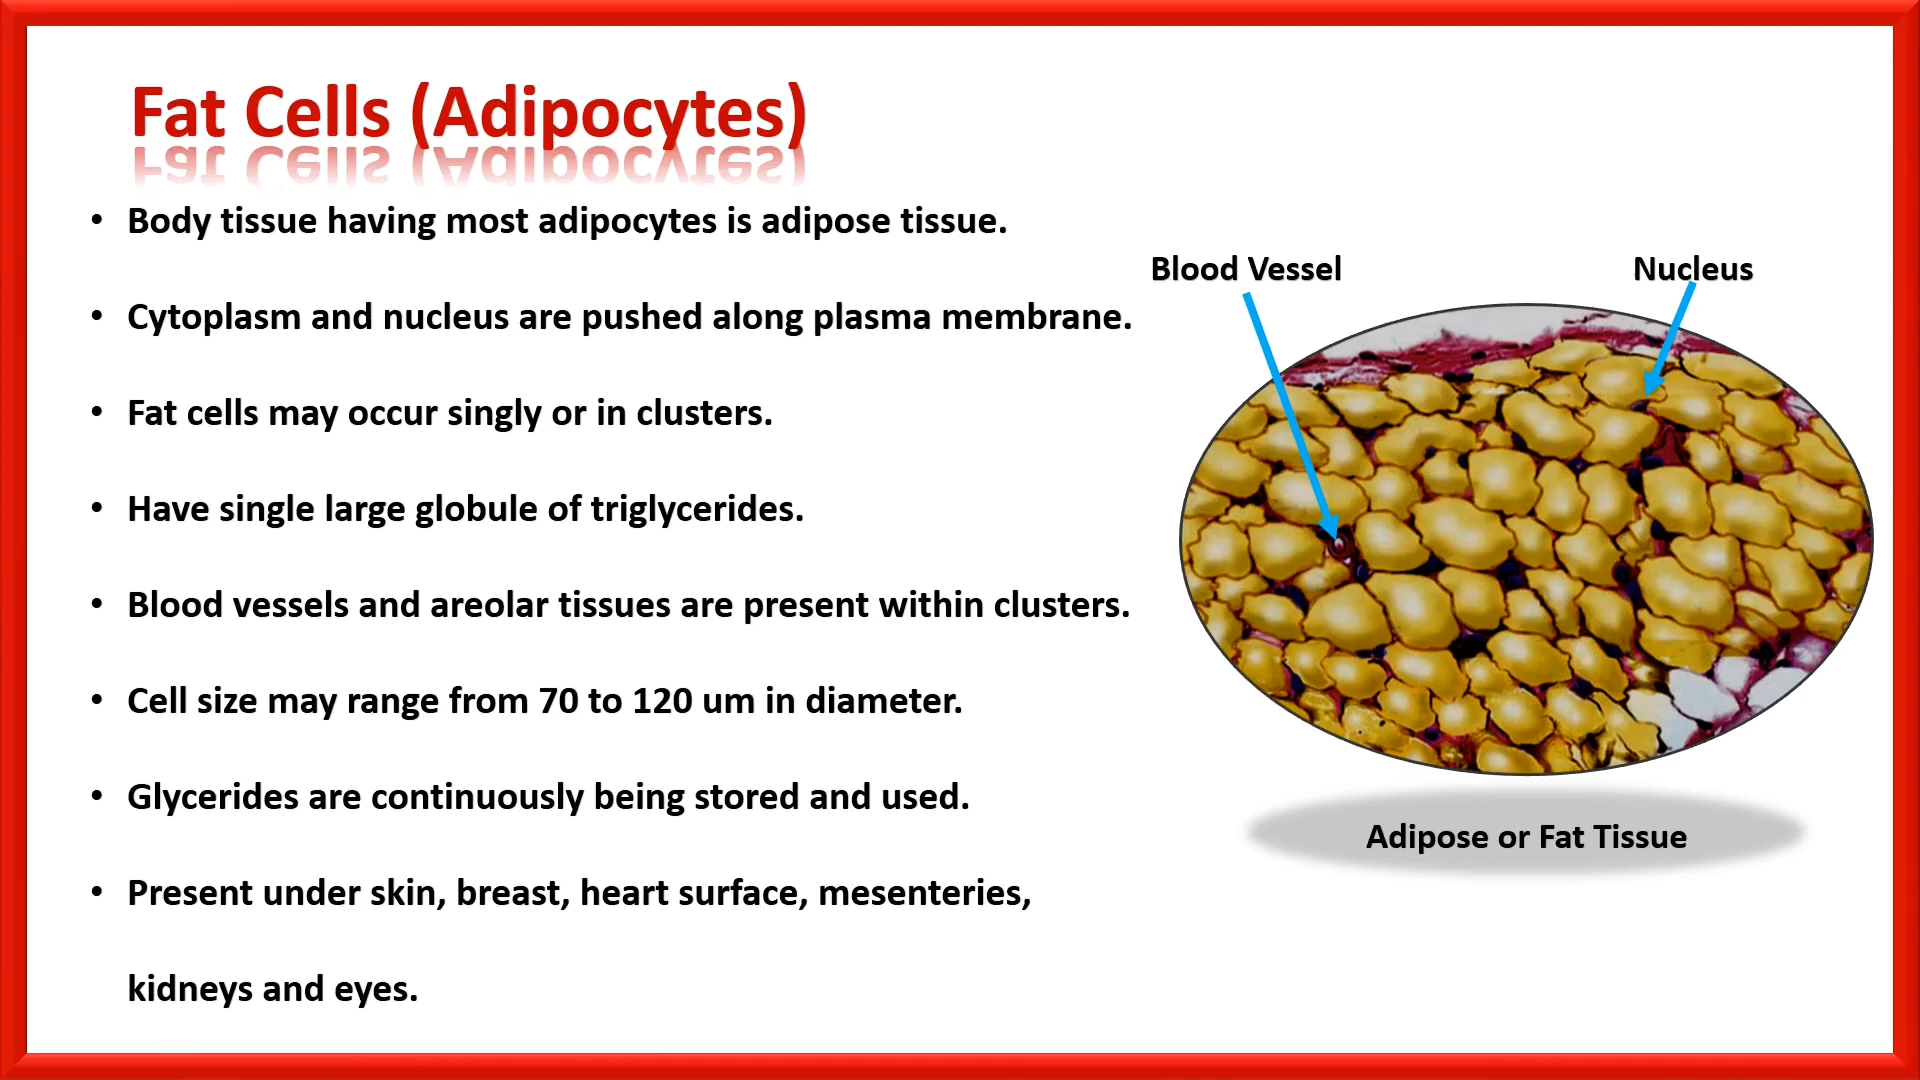 Fat Cells (Adipocytes)
• Body tissue having most adipocytes is adipose tissue.
• Cytoplasm and nucleus are pushed along plasma membrane.
• Fat cells may occur singly or in clusters.
• Have single large globule of triglycerides.
• Blood vessels and areolar tissues are present within clusters.
• Cell size may range from 70 to 120 um in diameter.
• Glycerides are continuously being stored and used.
• Present under skin, breast, heart surface, mesenteries,
kidneys and eyes.
Blood Vessel
Nucleus
Adipose or Fat Tissue